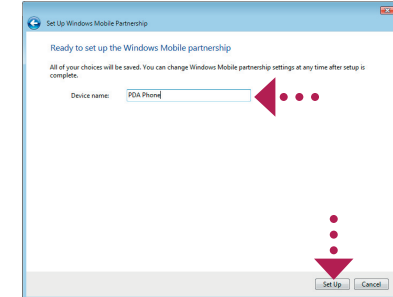 Set Up Windows Mobile Partnership
Ready to set up the Windows Mobile partnership
All of your choices will be saved. You can change Windows Mobile partnership settings at any time after setup is
complete.
Device name: PDA Phone
Set Up Cancel